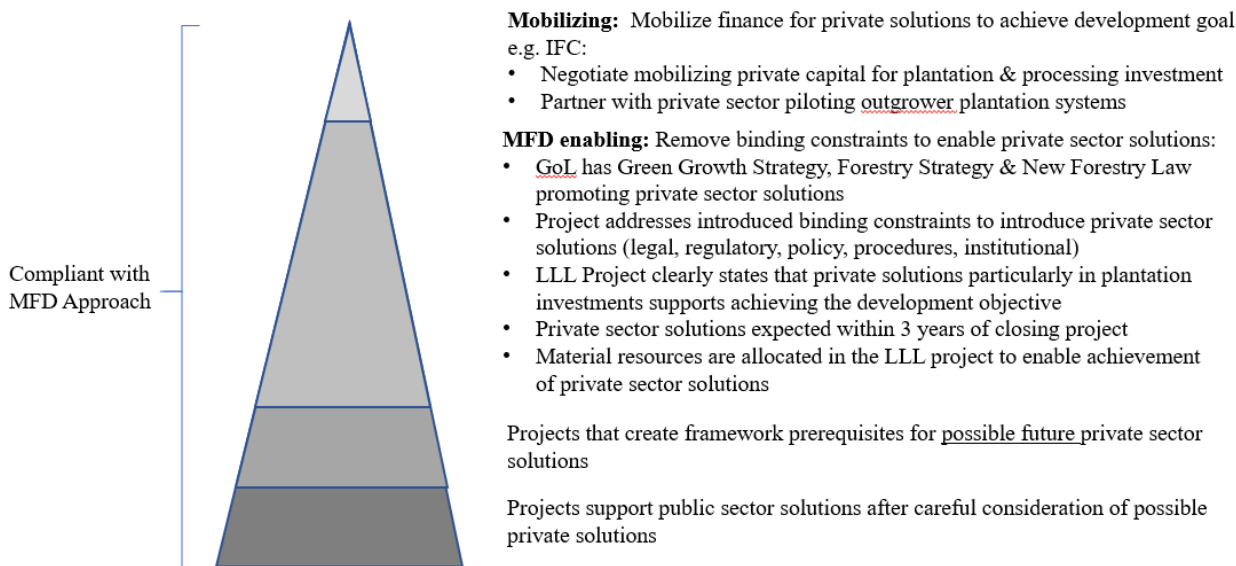 Mobilizing: Mobilize finance for private solutions to achieve development goal
e.g. IFC:
• Negotiate mobilizing private capital for plantation & processing investment
• Partner with private sector piloting outgrower plantation systems
MFD enabling: Remove binding constraints to enable private sector solutions:
• GoL has Green Growth Strategy, Forestry Strategy & New Forestry Law
promoting private sector solutions
• Project addresses introduced binding constraints to introduce private sector
solutions (legal, regulatory, policy, procedures, institutional)
• LLL Project clearly states that private solutions particularly in plantation
investments supports achieving the development objective
• Private sector solutions expected within 3 years of closing project
• Material resources are allocated in the LLL project to enable achievement
of private sector solutions
Projects that create framework prerequisites for possible future private sector
solutions
Projects support public sector solutions after careful consideration of possible
private solutions
Compliant with
MFD Approach